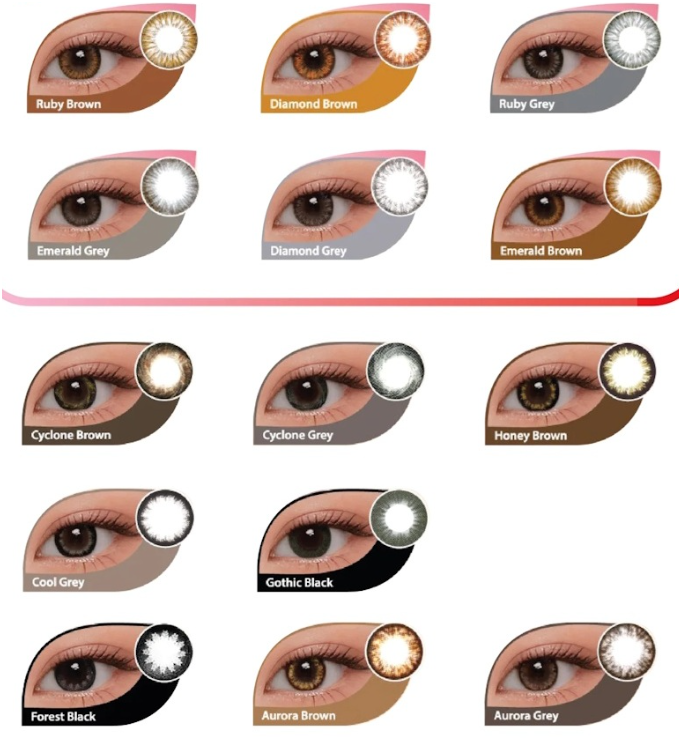 Ruby Brown
Diamond Brown
Ruby Grey
Emerald Grey
Diamond Grey
Emerald Brown
Cyclone Brown
Cyclone Grey
Honey Brown
Cool Grey
Gothic Black
Forest Black
Aurora Brown
Aurora Grey